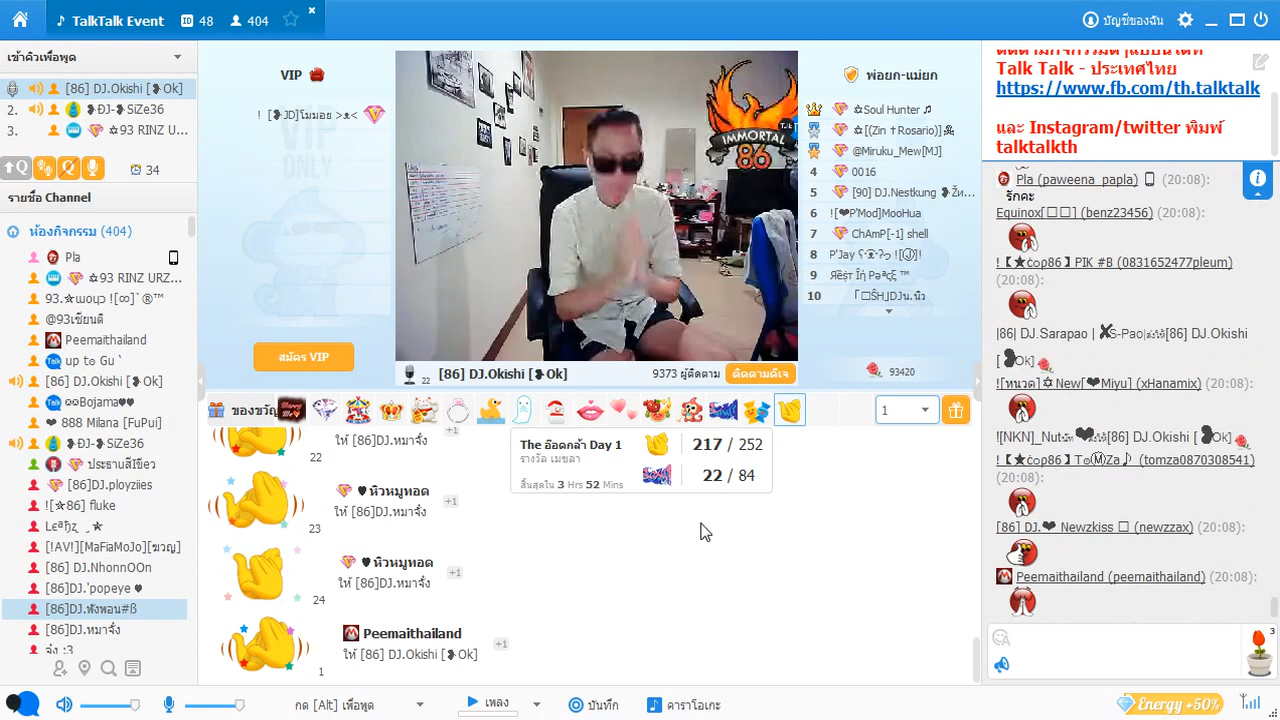 TalkTalk Event
48
404
บัญชีของฉัน
เข้าคิวเพื่อพูด
[86] DJ.Okishi [❥Ok]
2.
❥ÐJ-❥SiZe36
3.
✡93 RINZ U...
34
รายชื่อ Channel
ห้องกิจกรรม (404)
Pla
✡93 RINZ URZ...
@93เซียนตี
Peemaithailand
up to Gu `
[86] DJ.Okishi [❥Ok]
ꝏBojama♥♥
❤ 888 Milana [FuPui]
❥ÐJ-❥SiZe36
ประธานสีเขียว
[86]DJ.ployziies
![☆86] fluke
[!AV!][MaFiaMoJo][ฆวญ]
[86] DJ.NhonnOOn
[86]DJ.'popeye ♥
[86]DJ.พังพอน#ß
[86]DJ.หมาจั๋ง
VIP
VIP
ONLY
! [❥JD]โมมอย >ᴥ<
สมัคร VIP
IMMORTAL
86
22
[86] DJ.Okishi [❥Ok]
9373 ผู้ติดตาม
ติดตามดีเจ
พ่อยก-แม่ยก
✡Soul Hunter ♫
✡[(Zin †Rosario)]
@Miruku_Mew[MJ]
4
0016
5
[90] DJ.Nestkung
6
![❤P'Mod]MooHua
7
ChAmP[-1] shell
8
9
10
93420
ของขวัญ
Marry
Me
1
22
ให้ [86]DJ.หมาจั๋ง
+1
♥ หิวหมูทอด
ให้ [86]DJ.หมาจั๋ง
+1
23
♥ หิวหมูทอด
ให้ [86]DJ.หมาจั๋ง
+1
24
Peemaithailand
ให้ [86] DJ.Okishi [❥Ok]
+1
1
The อ๊อดกล้า Day 1
รางวัล เมขลา
217 / 252
22 / 84
สิ้นสุดใน 3 Hrs 52 Mins
Talk Talk - ประเทศไทย
https://www.fb.com/th.talktalk
และ Instagram/twitter พิมพ์
talktalkth
Pla (paweena_papla) (20:08):
รักดะ
Equinox[□□] (benz23456) (20:08):
PIK #B (0831652477pleum)
(20:08):
|86| DJ.Sarapao
[86] DJ.Okishi
[❥Ok]
![หนวด]✡New[❤Miyu] (xHanamix)
(20:08):
![NKN]
[86] DJ.Okishi [❥Ok]
(tomza0870308541)
(20:08):
[86] DJ.❤ Newzkiss □ (newzzax) (20:08):
Peemaithailand (peemaithailand) (20:08):
3
กด [Alt] เพื่อพูด
เพลง
บันทึก
คาราโอเกะ
Energy +50%